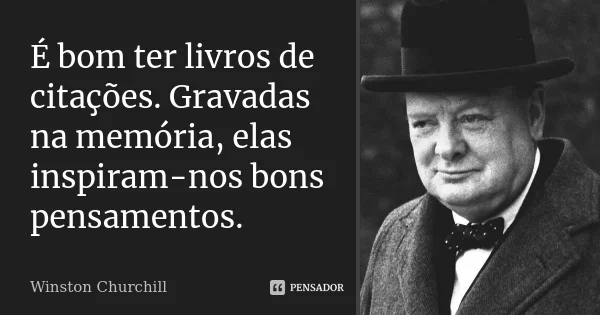 É bom ter livros de
citações. Gravadas
na memória, elas
inspiram-nos bons
pensamentos.
Winston Churchill
PENSADOR